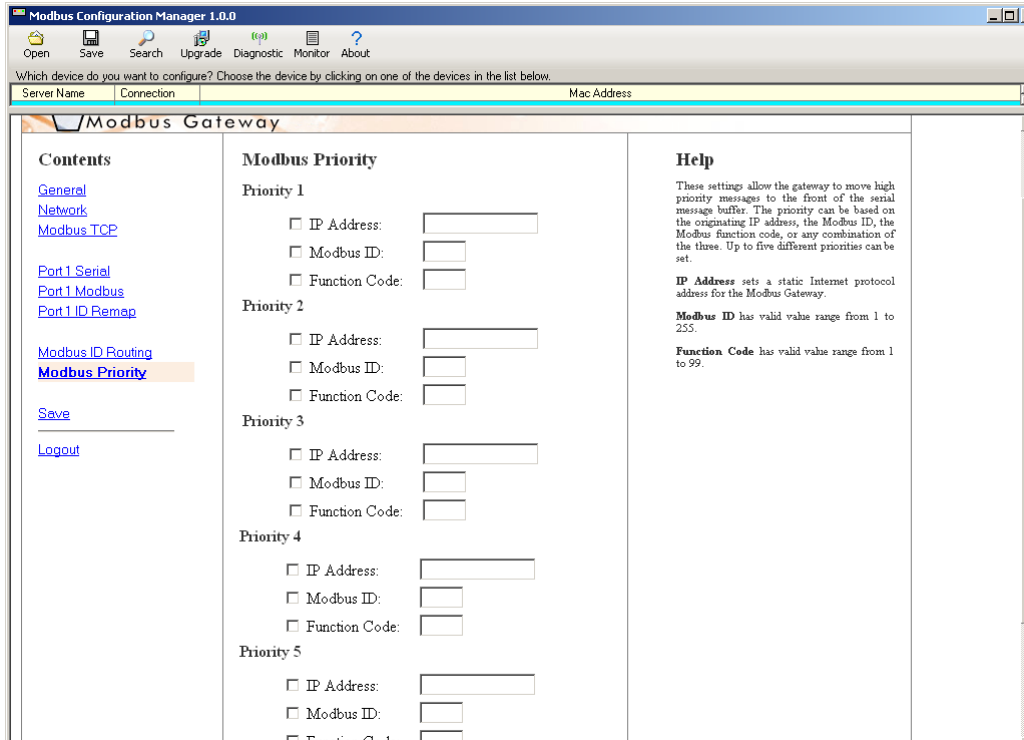 Modbus Configuration Manager 1.0.0
Open Save Search Upgrade Diagnostic Monitor About
Which device do you want to configure? Choose the device by clicking on one of the devices in the list below.
Server Name Connection Mac Address
Modbus Gateway
Contents
General
Network
Modbus TCP
Port 1 Serial
Port 1 Modbus
Port 1 ID Remap
Modbus ID Routing
Modbus Priority
Save
Logout
Modbus Priority
Priority 1
IP Address:
Modbus ID:
Function Code:
Priority 2
IP Address:
Modbus ID:
Function Code:
Priority 3
IP Address:
Modbus ID:
Function Code:
Priority 4
IP Address:
Modbus ID:
Function Code:
Priority 5
IP Address:
Modbus ID:
Function Code:
Help
These settings allow the gateway to move high
priority messages to the front of the serial
message buffer. The priority can be based on
the originating IP address, the Modbus ID, the
Modbus function code, or any combination of
the three. Up to five different priorities can be
set.
IP Address sets a static Internet protocol
address for the Modbus Gateway.
Modbus ID has valid value range from 1 to
255.
Function Code has valid value range from 1
to 99.